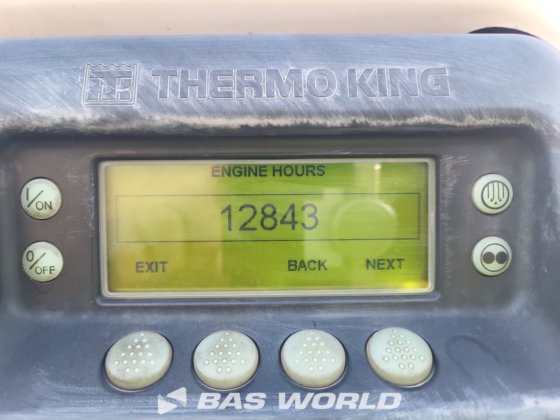 THERMO KING
ENGINE HOURS
I/ON
12843
0/OFF
EXIT BACK NEXT
BAS WORLD